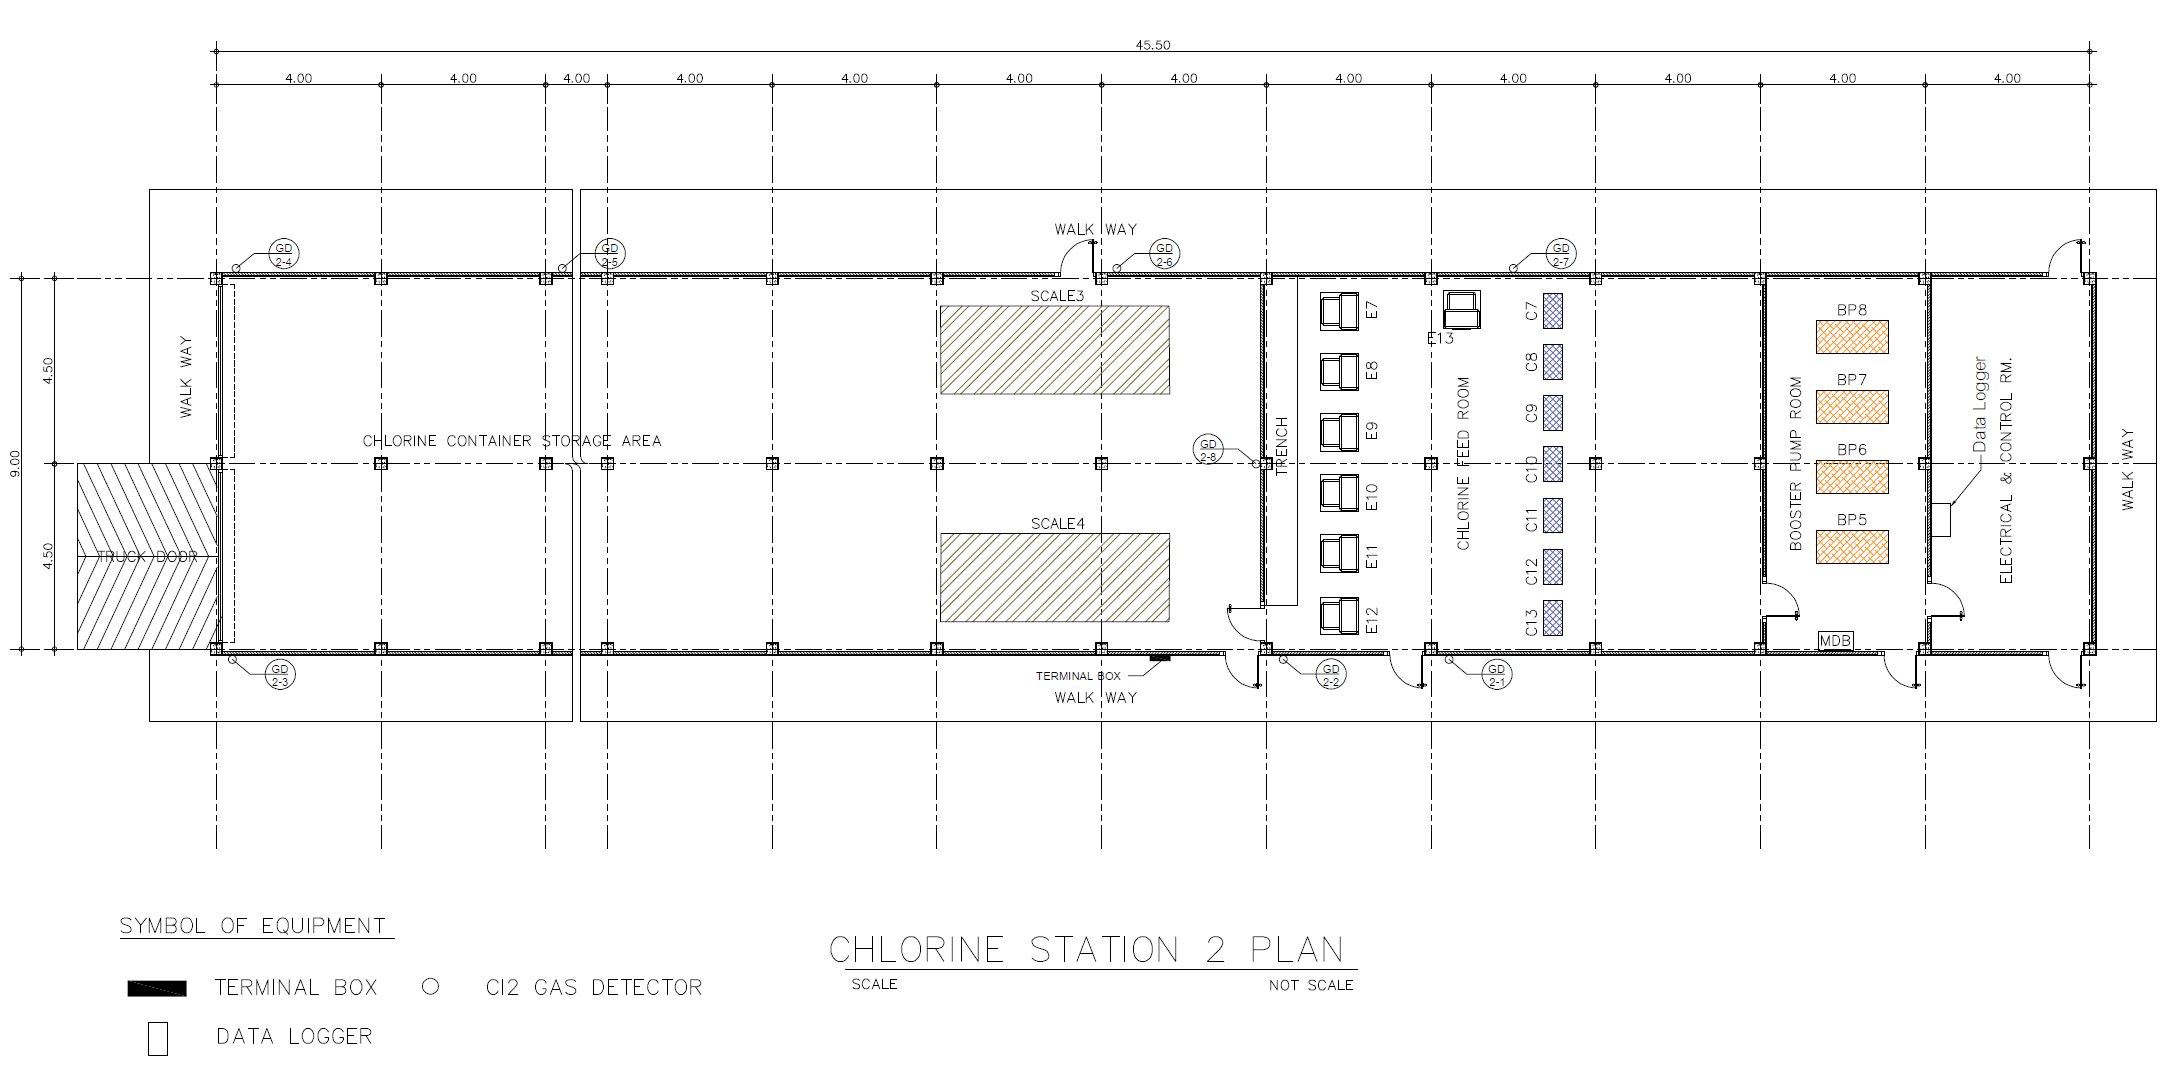 45.50
4.00 4.00 4.00 4.00 4.00 4.00 4.00 4.00 4.00 4.00 4.00 4.00
WALK WAY
GD
2-4
GD
2-5
GD
2-6
GD
2-7
SCALE3
E7
E8
E9
E10
E11
E12
E13
C7
C8
C9
C10
C11
C12
C13
BP8
BP7
BP6
BP5
4.50
9.00
4.50
WALK WAY
CHLORINE CONTAINER STORAGE AREA
GD
2-8
TRENCH
CHLORINE FEED ROOM
BOOSTER PUMP ROOM
Data Logger
ELECTRICAL & CONTROL RM.
WALK WAY
SCALE4
TRUCK DOOR
MDB
GD
2-3
TERMINAL BOX
GD
2-2
GD
2-1
WALK WAY
SYMBOL OF EQUIPMENT
TERMINAL BOX
Cl2 GAS DETECTOR
DATA LOGGER
CHLORINE STATION 2 PLAN
SCALE NOT SCALE